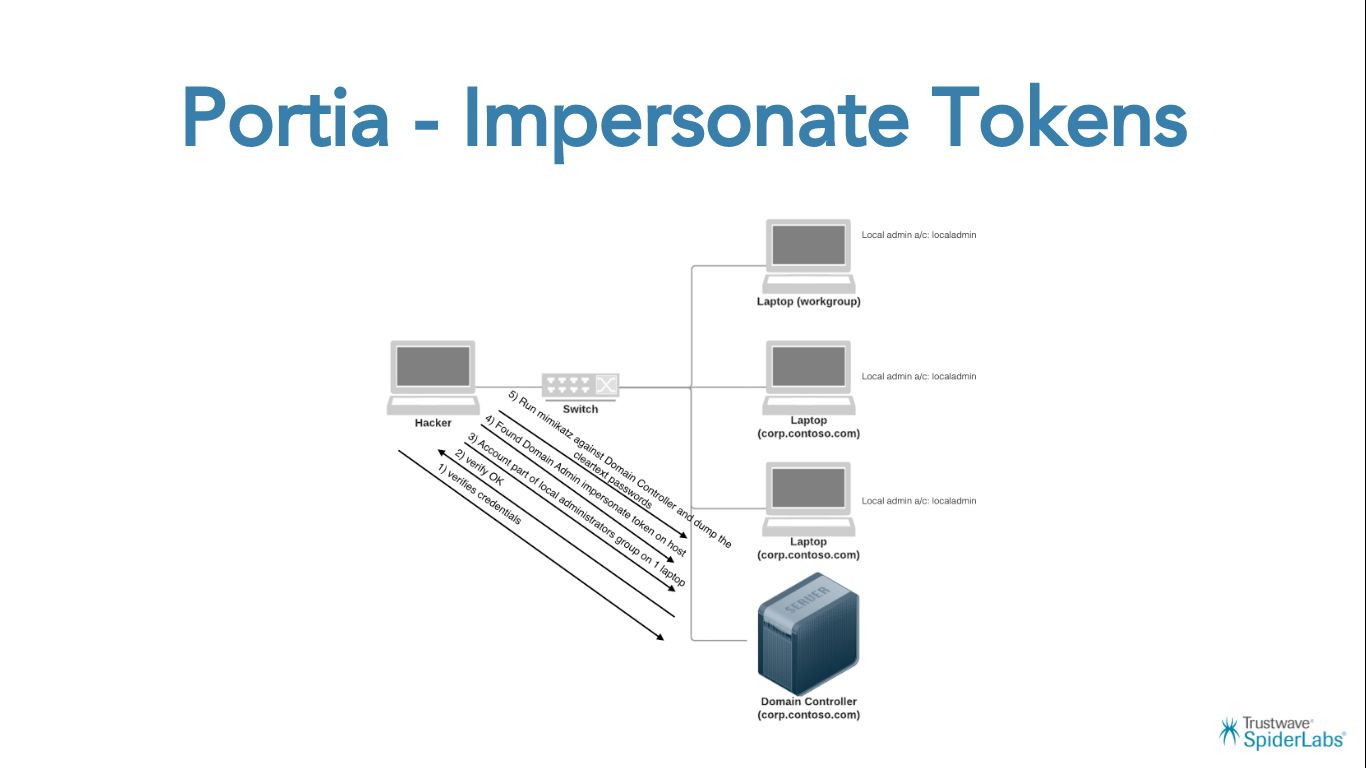 Portia - Impersonate Tokens
Local admin a/c: localadmin
Laptop (workgroup)
Hacker
Switch
Local admin a/c: localadmin
Laptop
(corp.contoso.com)
5) Run mimikatz against Domain Controller and dump the
cleartext passwords
4) Found Domain Admin impersonate token on host
3) Account part of local administrators group on 1 laptop
2) verify OK
1) verifies credentials
Local admin a/c: localadmin
Laptop
(corp.contoso.com)
SERVER
Domain Controller
(corp.contoso.com)
Trustwave®
SpiderLabs®